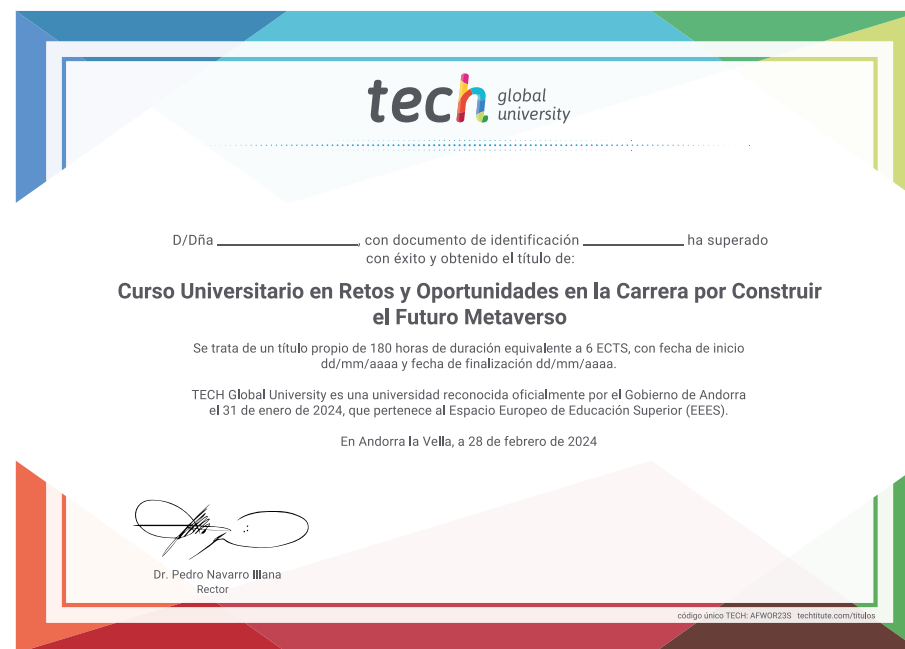 tech global university
D/Dña ____________________, con documento de identificación ______________ ha superado
con éxito y obtenido el título de:
Curso Universitario en Retos y Oportunidades en la Carrera por Construir
el Futuro Metaverso
Se trata de un título propio de 180 horas de duración equivalente a 6 ECTS, con fecha de inicio
dd/mm/aaaa y fecha de finalización dd/mm/aaaa.
TECH Global University es una universidad reconocida oficialmente por el Gobierno de Andorra
el 31 de enero de 2024, que pertenece al Espacio Europeo de Educación Superior (EEES).
En Andorra la Vella, a 28 de febrero de 2024
Dr. Pedro Navarro Illana
Rector
código único TECH: AFWOR23S techtitute.com/titulos